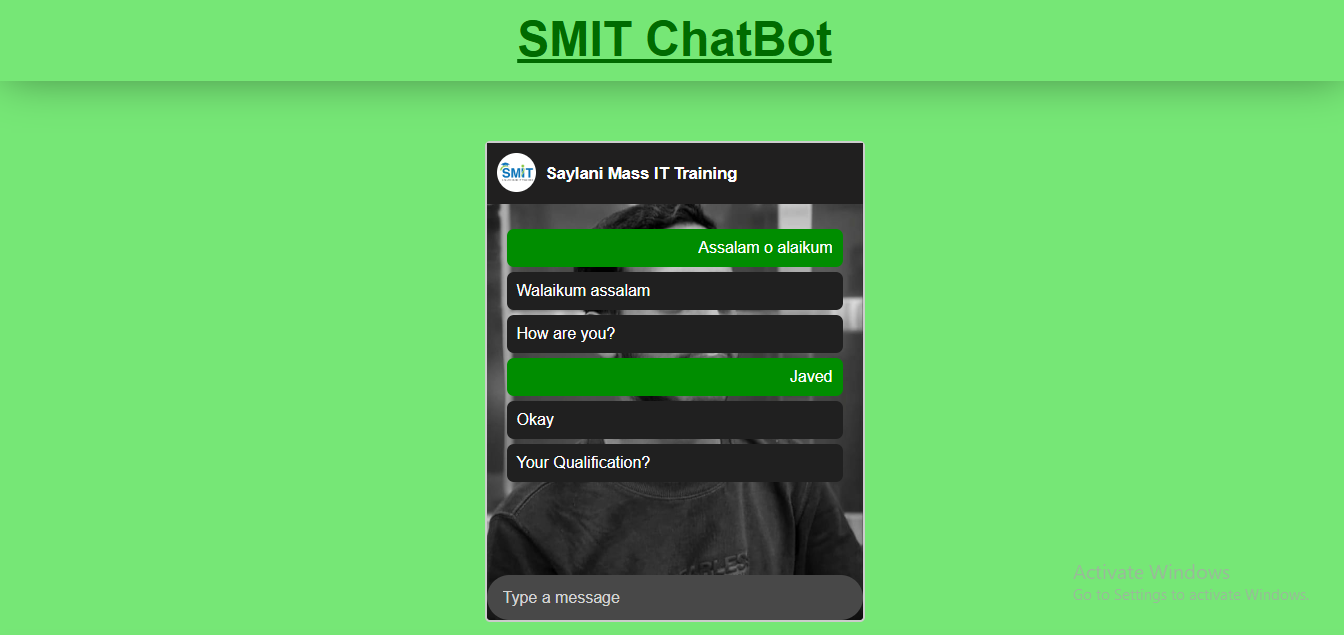 SMIT ChatBot
SMIT
Saylani Mass IT Training
Assalam o alaikum
Walaikum assalam
How are you?
Javed
Okay
Your Qualification?
Type a message
Activate Windows
Go to Settings to activate Windows.